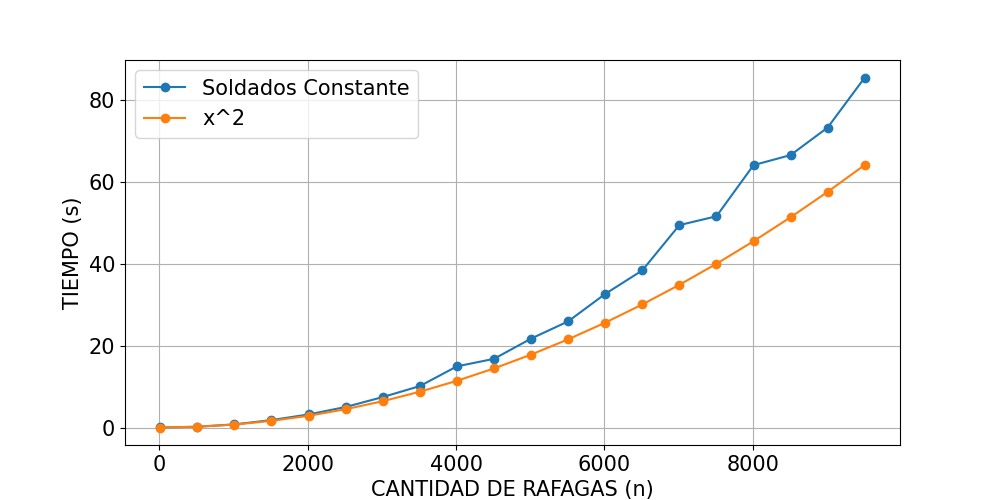 Soldados Constante
x^2
80
60
40
20
0
TIEMPO (s)
0 2000 4000 6000 8000
CANTIDAD DE RAFAGAS (n)